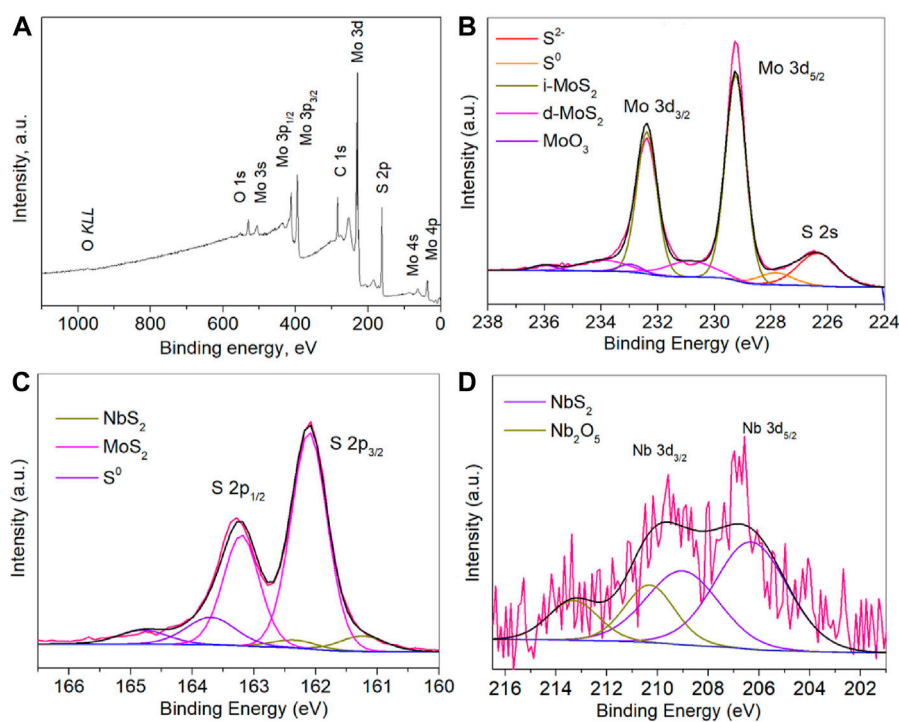 A
Intensity, a.u.
O KLL
O 1s
Mo 3s
Mo 3p1/2
Mo 3p3/2
C 1s
Mo 3d
S 2p
Mo 4s
Mo 4p
1000 800 600 400 200 0
Binding energy, eV
B
Intensity (a.u.)
S2-
S0
i-MoS2
d-MoS2
MoO3
Mo 3d3/2
Mo 3d5/2
S 2s
238 236 234 232 230 228 226 224
Binding Energy (eV)
C
Intensity (a.u.)
NbS2
MoS2
S0
S 2p1/2
S 2p3/2
166 165 164 163 162 161 160
Binding Energy (eV)
D
Intensity (a.u.)
NbS2
Nb2O5
Nb 3d3/2
Nb 3d5/2
216 214 212 210 208 206 204 202
Binding Energy (eV)